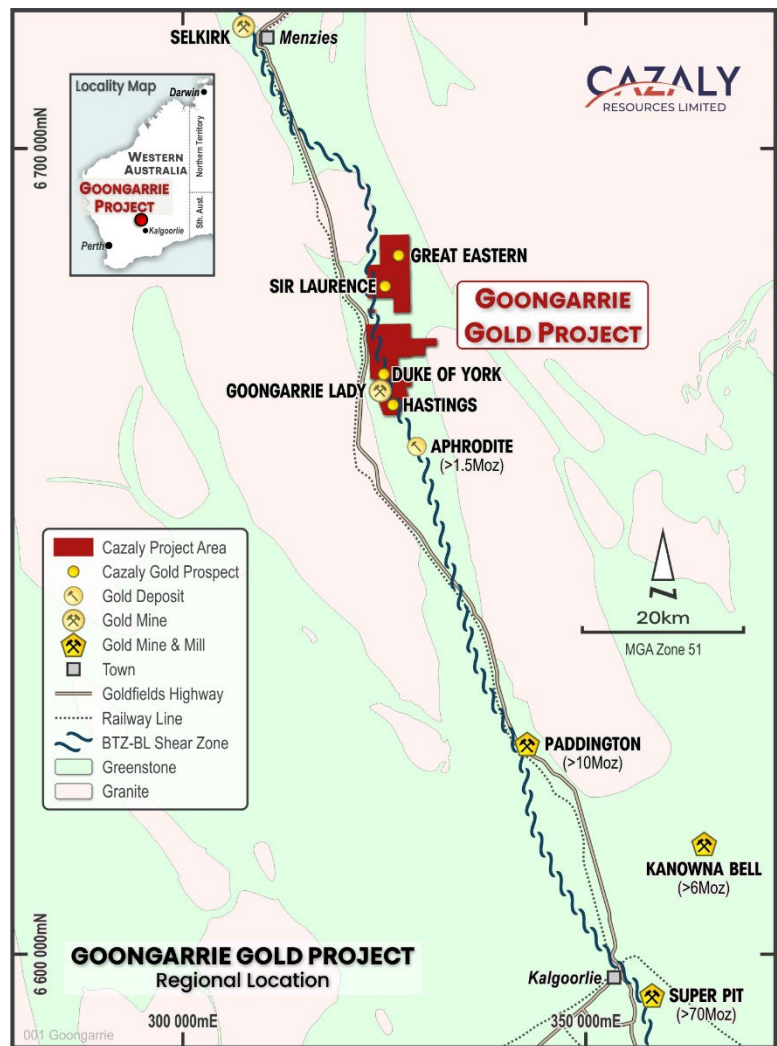 SELKIRK
Menzies
CAZALY
RESOURCES LIMITED
Locality Map
Darwin
WESTERN
AUSTRALIA
Northern Territory
Sth. Aust.
GOONGARRIE
PROJECT
Kalgoorlie
Perth
6 700 000mN
GREAT EASTERN
SIR LAURENCE
GOONGARRIE
GOLD PROJECT
DUKE OF YORK
GOONGARRIE LADY
HASTINGS
APHRODITE
(>1.5Moz)
Cazaly Project Area
Cazaly Gold Prospect
Gold Deposit
Gold Mine
Gold Mine & Mill
Town
Goldfields Highway
Railway Line
BTZ-BL Shear Zone
Greenstone
Granite
N
20km
MGA Zone 51
PADDINGTON
(>10Moz)
KANOWNA BELL
(>6Moz)
6 600 000mN
GOONGARRIE GOLD PROJECT
Regional Location
Kalgoorlie
SUPER PIT
(>70Moz)
001 Goongarrie
300 000mE
350 000mE